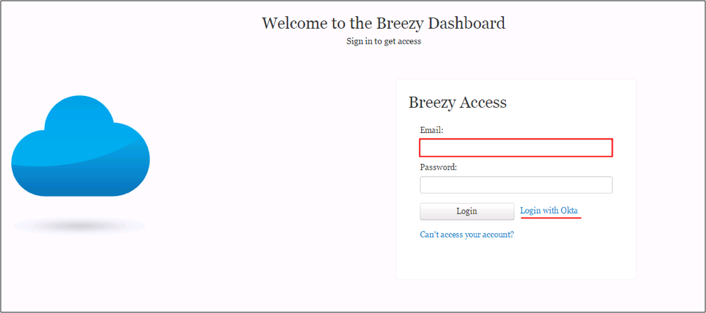 Welcome to the Breezy Dashboard
Sign in to get access
Breezy Access
Email:
Password:
Login
Login with Okta
Can't access your account?